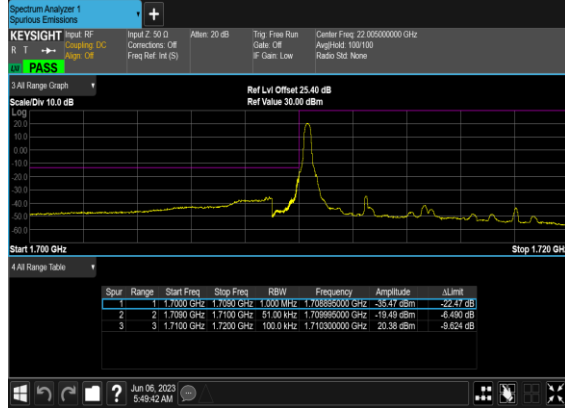 Spectrum Analyzer 1
Spurious Emissions
KEYSIGHT Input: RF Input Z: 50 Ω Atten: 20 dB Trig: Free Run Center Freq: 22.005000000 GHz
R T Coupling: DC Corrections: Off Gate: Off Avg|Hold: 100/100
Align: Off Freq Ref: Int (S) IF Gain: Low Radio Std: None
PASS
3 All Range Graph
Ref Lvl Offset 25.40 dB
Scale/Div 10.0 dB Ref Value 30.00 dBm
Log
20.0
10.0
0.00
-10.0
-20.0
-30.0
-40.0
-50.0
-60.0
Start 1.700 GHz Stop 1.720 GH
4 All Range Table
Spur Range Start Freq Stop Freq RBW Frequency Amplitude ΔLimit
1 1 1.7000 GHz 1.7090 GHz 1.000 MHz 1.708895000 GHz -35.47 dBm -22.47 dB
2 2 1.7090 GHz 1.7100 GHz 51.00 kHz 1.709995000 GHz -19.49 dBm -6.490 dB
3 3 1.7100 GHz 1.7200 GHz 100.0 kHz 1.710300000 GHz 20.38 dBm -9.624 dB
? Jun 06, 2023
5:49:42 AM